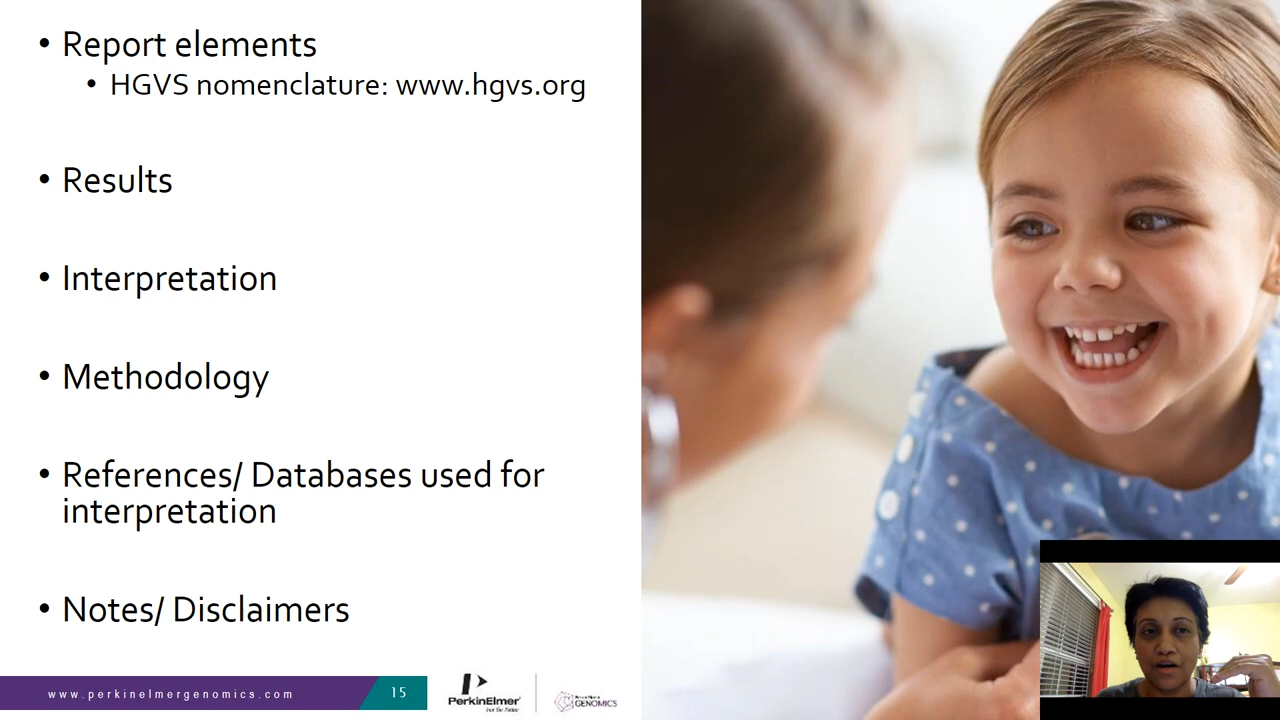 • Report elements
• HGVS nomenclature: www.hgvs.org
• Results
• Interpretation
• Methodology
• References/ Databases used for
interpretation
• Notes/ Disclaimers
www.perkinelmergenomics.com
15
PerkinElmer
For the Better
PerkinElmer
GENOMICS